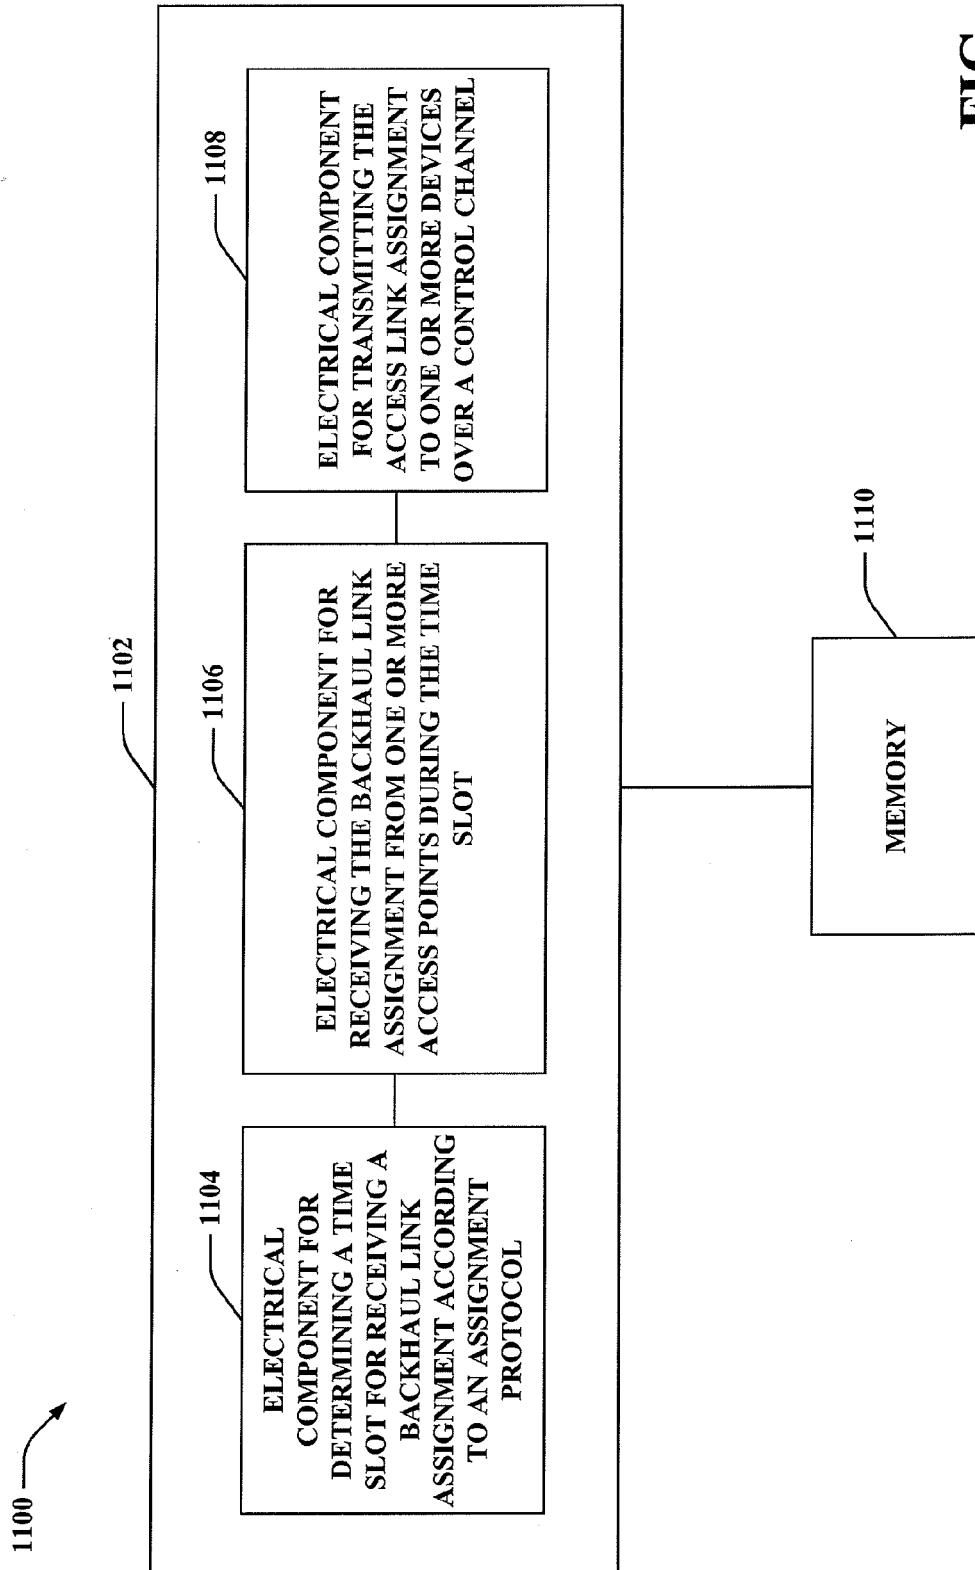 1100
1102
1104
ELECTRICAL
COMPONENT FOR
DETERMINING A TIME
SLOT FOR RECEIVING A
BACKHAUL LINK
ASSIGNMENT ACCORDING
TO AN ASSIGNMENT
PROTOCOL
1106
ELECTRICAL COMPONENT FOR
RECEIVING THE BACKHAUL LINK
ASSIGNMENT FROM ONE OR MORE
ACCESS POINTS DURING THE TIME
SLOT
1108
ELECTRICAL COMPONENT
FOR TRANSMITTING THE
ACCESS LINK ASSIGNMENT
TO ONE OR MORE DEVICES
OVER A CONTROL CHANNEL
1110
MEMORY